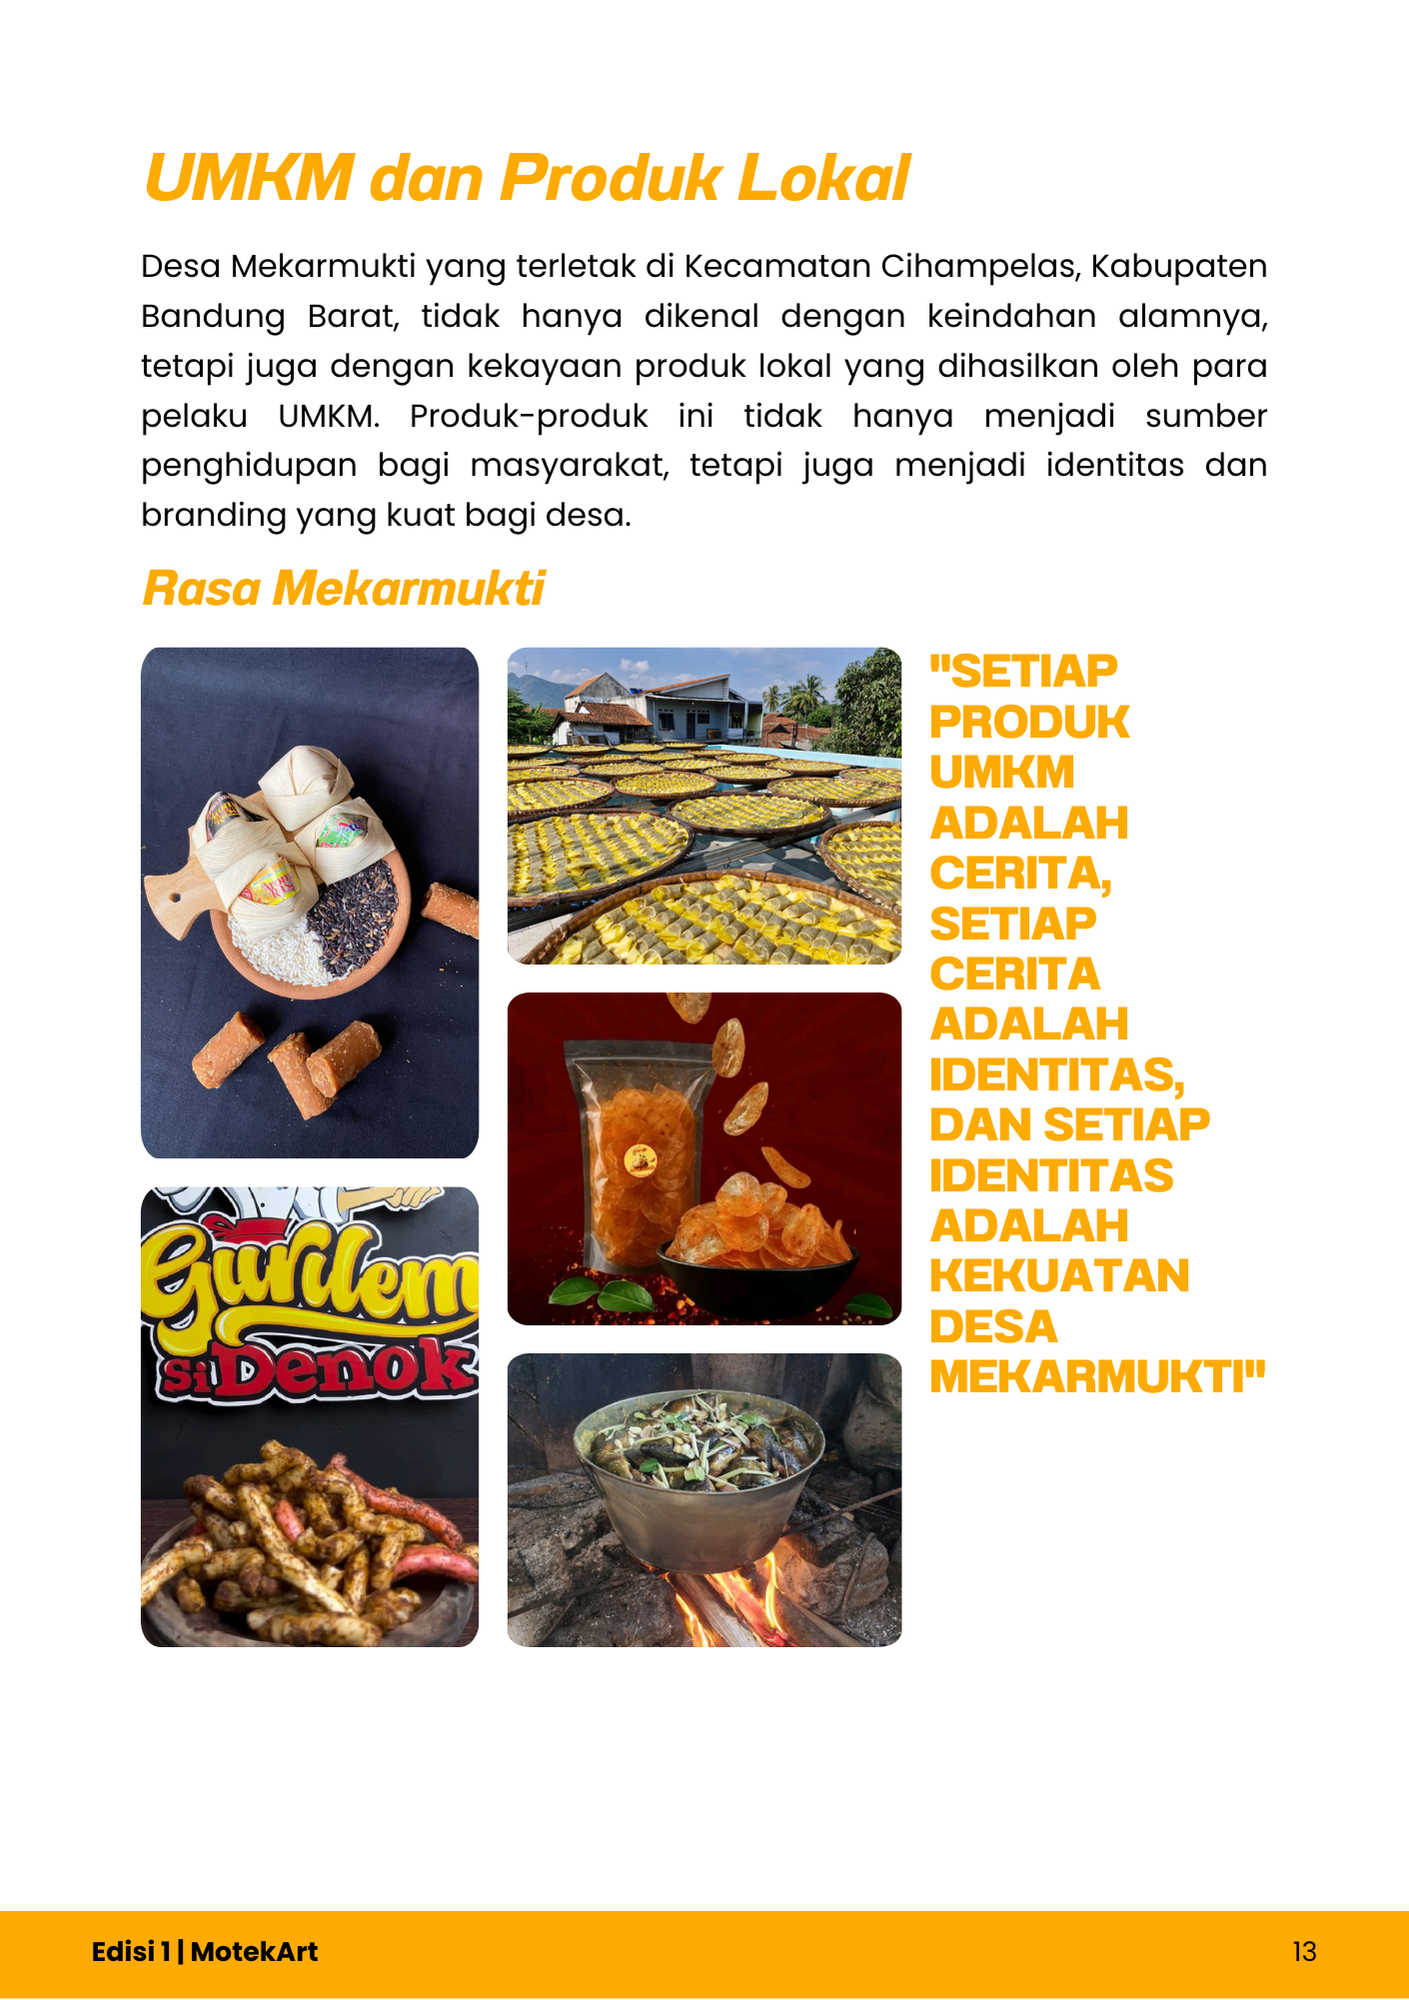 UMKM dan Produk Lokal
Desa Mekarmukti yang terletak di Kecamatan Cihampelas, Kabupaten
Bandung Barat, tidak hanya dikenal dengan keindahan alamnya,
tetapi juga dengan kekayaan produk lokal yang dihasilkan oleh para
pelaku UMKM. Produk-produk ini tidak hanya menjadi sumber
penghidupan bagi masyarakat, tetapi juga menjadi identitas dan
branding yang kuat bagi desa.
Rasa Mekarmukti
Gurilem
SiDenok
"SETIAP
PRODUK
UMKM
ADALAH
CERITA,
SETIAP
CERITA
ADALAH
IDENTITAS,
DAN SETIAP
IDENTITAS
ADALAH
KEKUATAN
DESA
MEKARMUKTI"
Edisi 1 | MotekArt
13